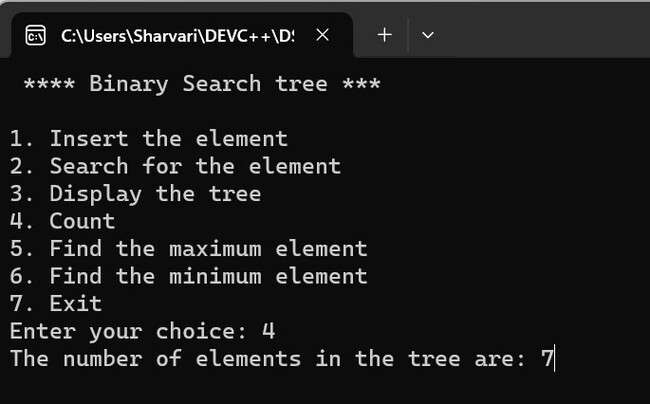 C:\Users\Sharvari\DEVC++\DS
**** Binary Search tree ***
1. Insert the element
2. Search for the element
3. Display the tree
4. Count
5. Find the maximum element
6. Find the minimum element
7. Exit
Enter your choice: 4
The number of elements in the tree are: 7